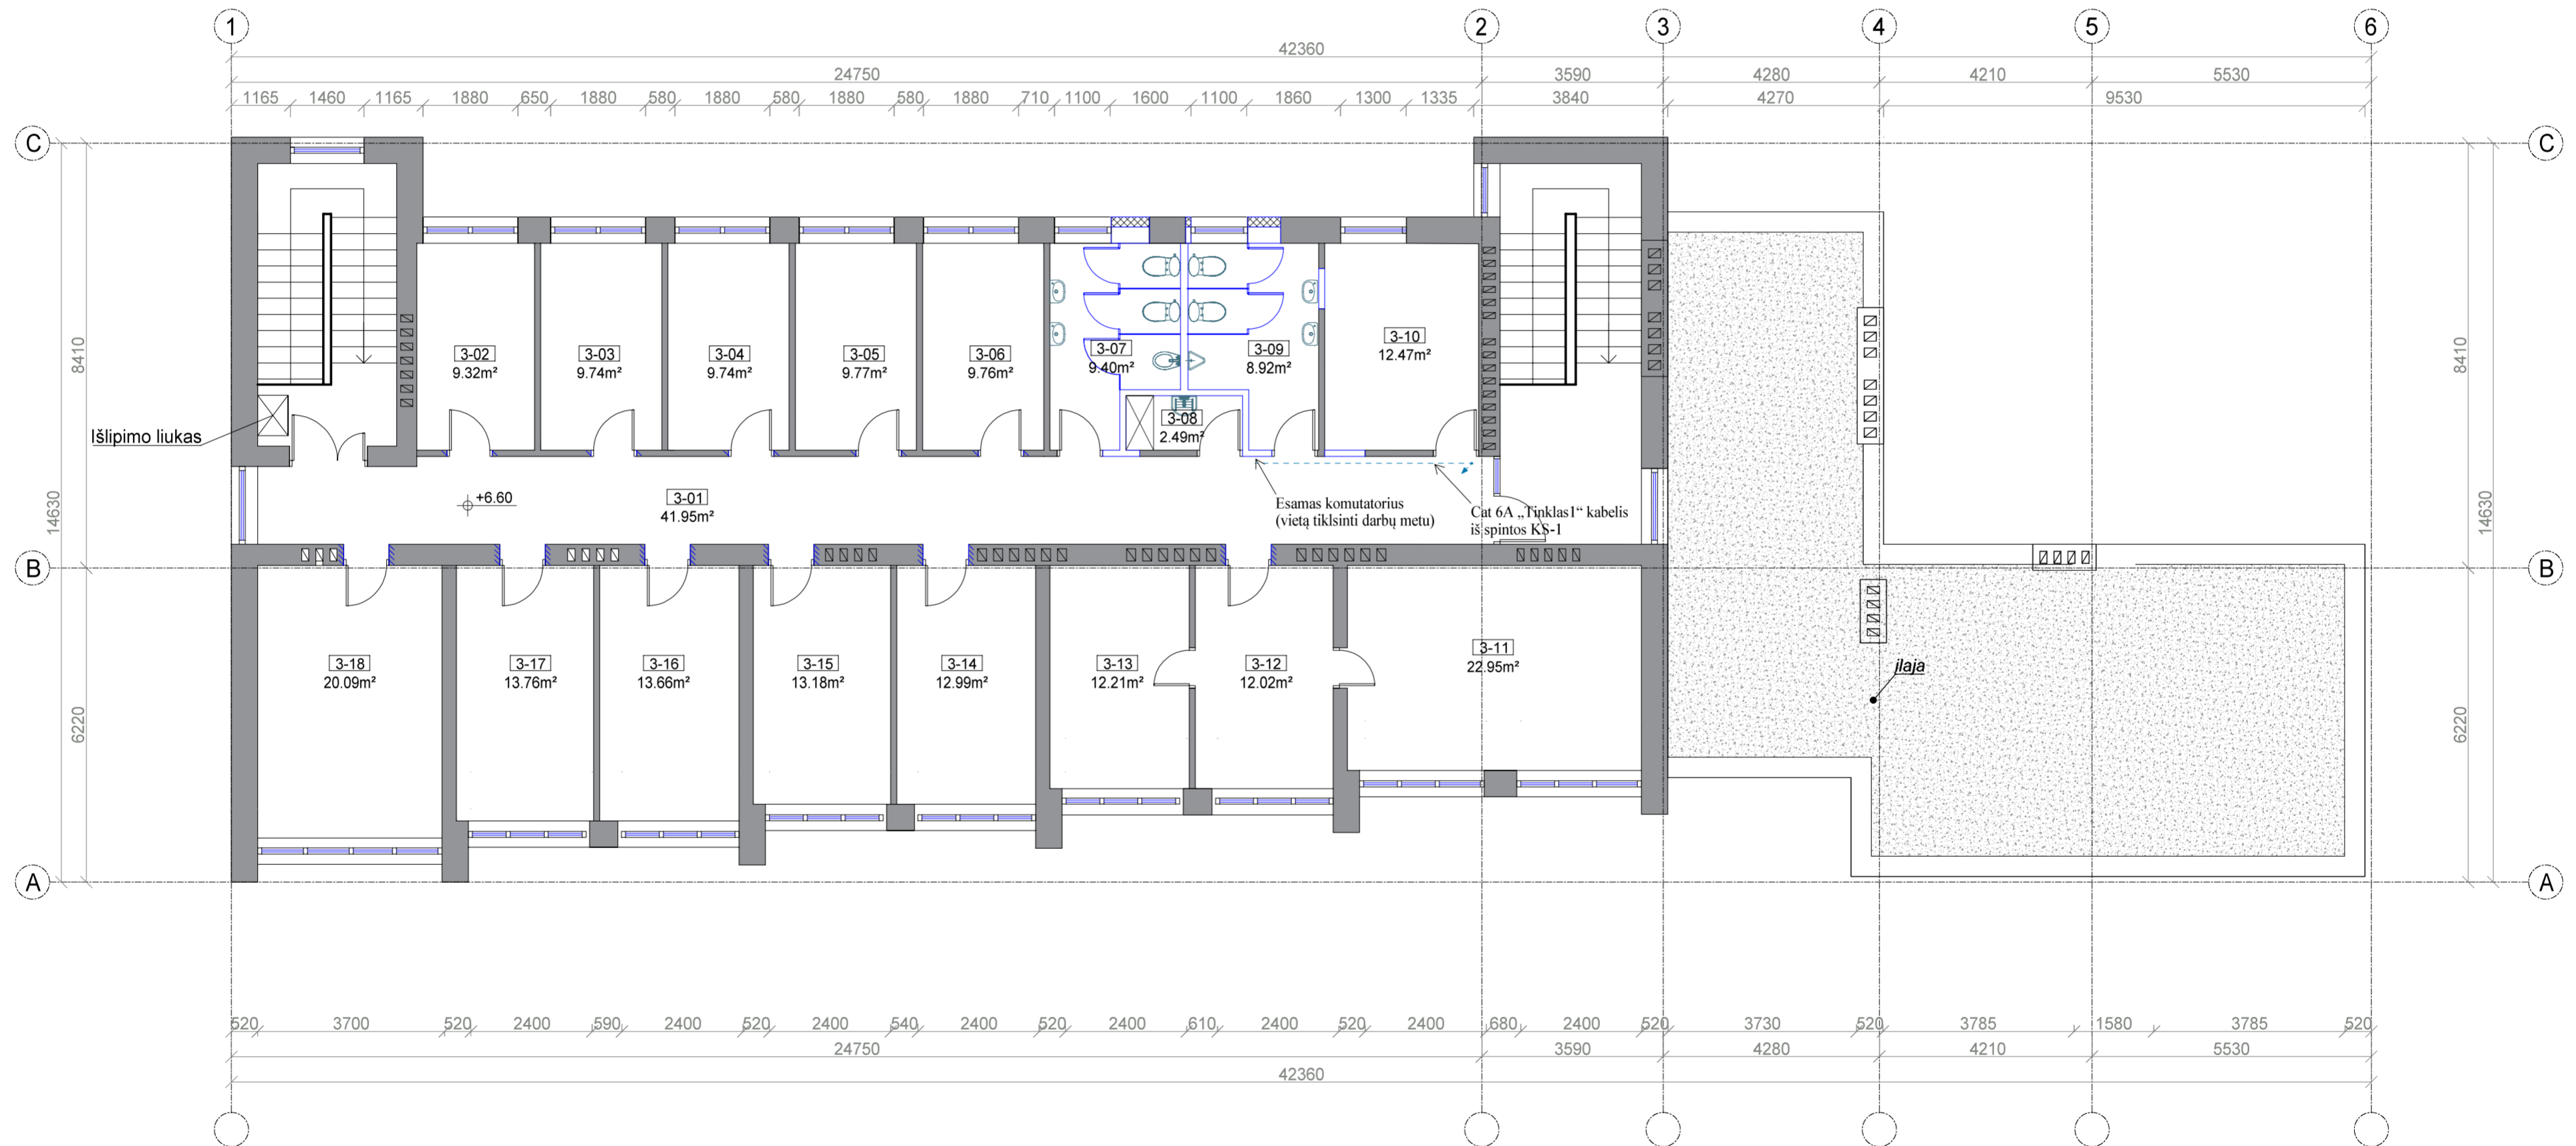 1 2 3 4 5 6
42360
24750 3590 4280 4210 5530
1165 1460 1165 1880 650 1880 580 1880 580 1880 580 1880 710 1100 1600 1100 1860 1300 1335 3840 4270 9530
C C
8410 8410
14630 14630
6220 6220
3-02
9.32m²
3-03
9.74m²
3-04
9.74m²
3-05
9.77m²
3-06
9.76m²
3-07
9.40m²
3-09
8.92m²
3-10
12.47m²
3-08
2.49m²
Išlipimo liukas
+6.60
3-01
41.95m²
Esamas komutatorius
(vietą tiklsinti darbų metu)
Cat 6A „Tinklas1“ kabelis
iš spintos KS-1
B B
3-18
20.09m²
3-17
13.76m²
3-16
13.66m²
3-15
13.18m²
3-14
12.99m²
3-13
12.21m²
3-12
12.02m²
3-11
22.95m²
įlaja
A A
520 3700 520 2400 590 2400 520 2400 540 2400 520 2400 610 2400 520 2400 680 2400 520 3730 520 3785 1580 3785 520
24750 3590 4280 4210 5530
42360